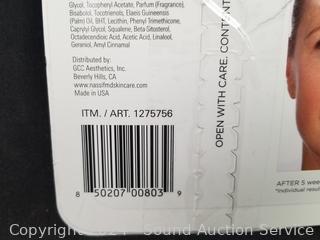 Glycol, Tocopheryl Acetate, Parfum (Fragrance),
Bisabolol, Tocotrienols, Elaeis Guineensis
(Palm) Oil, BHT, Lecithin, Phenyl Trimethicone,
Caprylyl Glycol, Squalene, Beta Sitosterol,
Octadecendioic Acid, Acetic Acid, Linalool,
Geraniol, Amyl Cinnamal
Distributed by:
GCC Aesthetics, Inc.
Beverly Hills, CA
www.nassifmdskincare.com
Made in USA
ITM. / ART. 1275756
8 50207 00803 9
OPEN WITH CARE. CONTENT
AFTER 5 wee
*Individual resul
Copyright 2024 Sound Auction Service